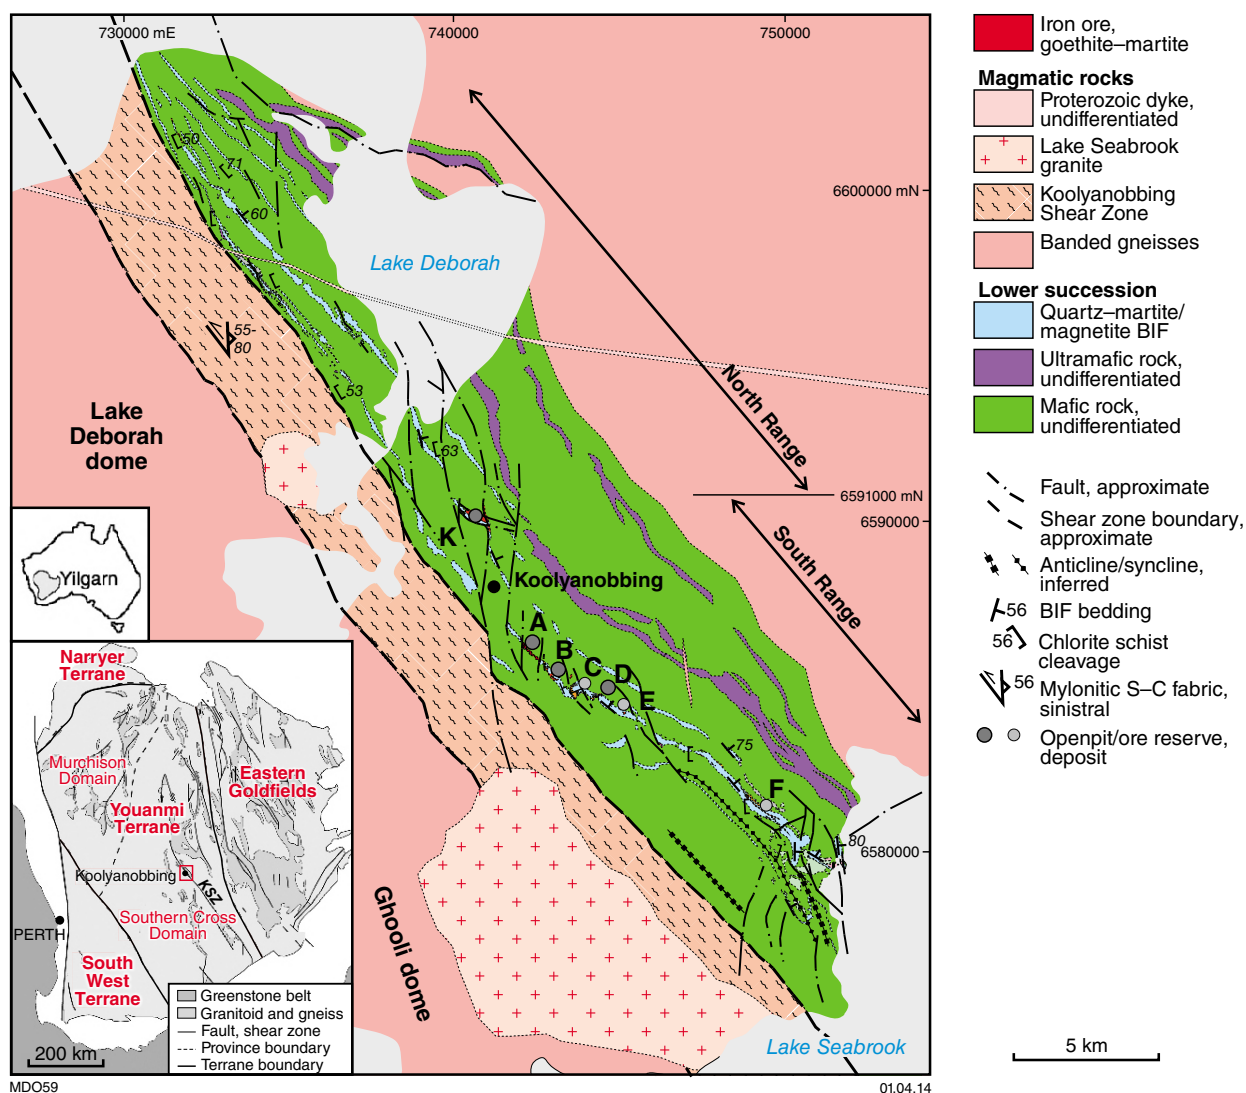 730000 mE
740000
750000
6600000 mN
Lake Deborah
50
71
60
55-
80
53
63
North Range
Lake
Deborah
dome
6591000 mN
6590000
South Range
K
Koolyanobbing
A
B
C
D
E
75
F
80
6580000
Ghooli dome
Lake Seabrook
Yilgarn
Narryer
Terrane
Murchison
Domain
Eastern
Goldfields
Youanmi
Terrane
Koolyanobbing
KSZ
Southern Cross
Domain
PERTH
South
West
Terrane
200 km
Greenstone belt
Granitoid and gneiss
Fault, shear zone
Province boundary
Terrane boundary
Iron ore,
goethite–martite
Magmatic rocks
Proterozoic dyke,
undifferentiated
Lake Seabrook
granite
Koolyanobbing
Shear Zone
Banded gneisses
Lower succession
Quartz–martite/
magnetite BIF
Ultramafic rock,
undifferentiated
Mafic rock,
undifferentiated
Fault, approximate
Shear zone boundary,
approximate
Anticline/syncline,
inferred
56 BIF bedding
56 Chlorite schist
cleavage
56 Mylonitic S–C fabric,
sinistral
Openpit/ore reserve,
deposit
5 km
MDO59
01.04.14